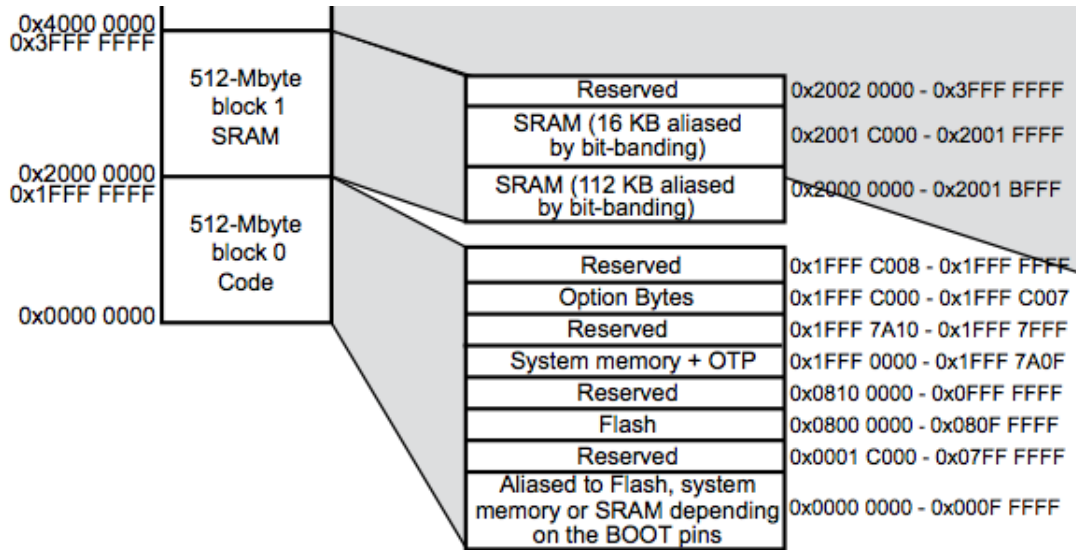 0x4000 0000
0x3FFF FFFF
512-Mbyte
block 1
SRAM
0x2000 0000
0x1FFF FFFF
512-Mbyte
block 0
Code
0x0000 0000
Reserved
0x2002 0000 - 0x3FFF FFFF
SRAM (16 KB aliased
by bit-banding)
0x2001 C000 - 0x2001 FFFF
SRAM (112 KB aliased
by bit-banding)
0x2000 0000 - 0x2001 BFFF
Reserved
0x1FFF C008 - 0x1FFF FFFF
Option Bytes
0x1FFF C000 - 0x1FFF C007
Reserved
0x1FFF 7A10 - 0x1FFF 7FFF
System memory + OTP
0x1FFF 0000 - 0x1FFF 7A0F
Reserved
0x0810 0000 - 0x0FFF FFFF
Flash
0x0800 0000 - 0x080F FFFF
Reserved
0x0001 C000 - 0x07FF FFFF
Aliased to Flash, system
memory or SRAM depending
on the BOOT pins
0x0000 0000 - 0x000F FFFF